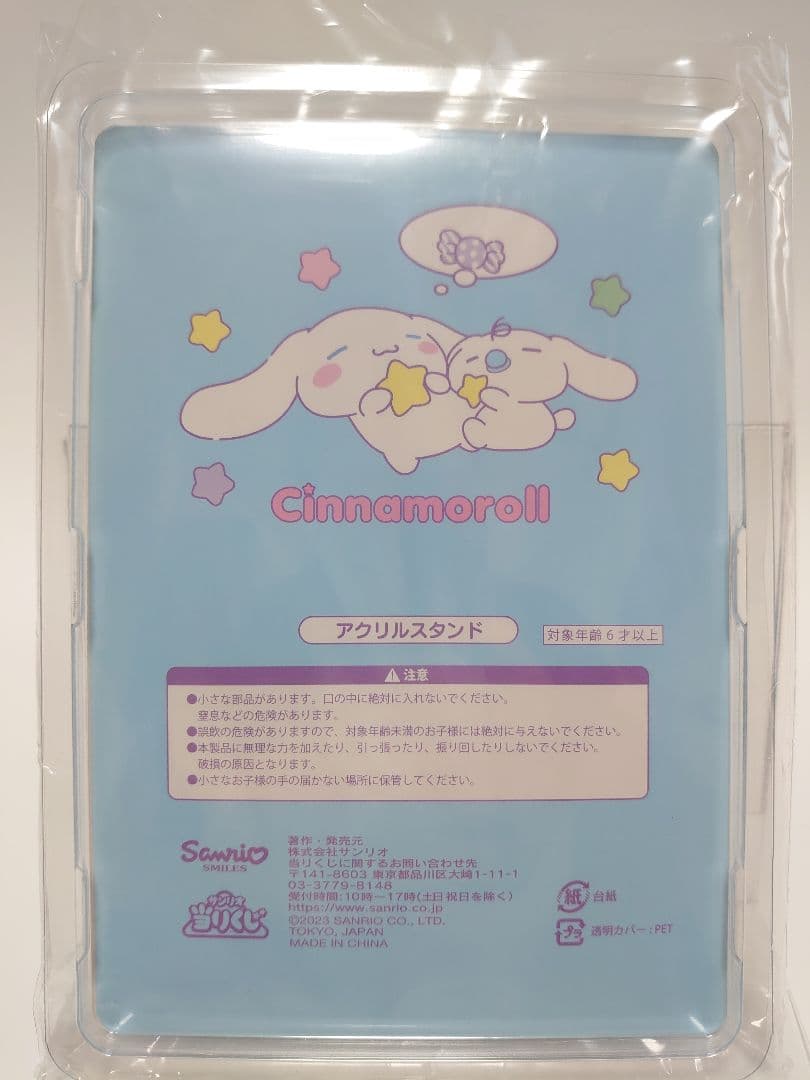 Cinnamoroll
アクリルスタンド
対象年齢6才以上
注意
●小さな部品があります。口の中に絶対に入れないでください。
窒息などの危険があります。
●誤飲の危険がありますので、対象年齢未満のお子様には絶対に与えないでください。
●本製品に無理な力を加えたり、引っ張ったり、振り回したりしないでください。
破損の原因となります。
●小さなお子様の手の届かない場所に保管してください。
Sanrio
SMILES
サンリオ
当りくじ
著作・発売元
株式会社サンリオ
当りくじに関するお問い合わせ先
〒141-8603 東京都品川区大崎1-11-1
03-3779-8148
受付時間:10時ー17時(土日祝日を除く)
https://www.sanrio.co.jp
©2023 SANRIO CO., LTD.
TOKYO, JAPAN
MADE IN CHINA
紙 台紙
プラ 透明カバー:PET